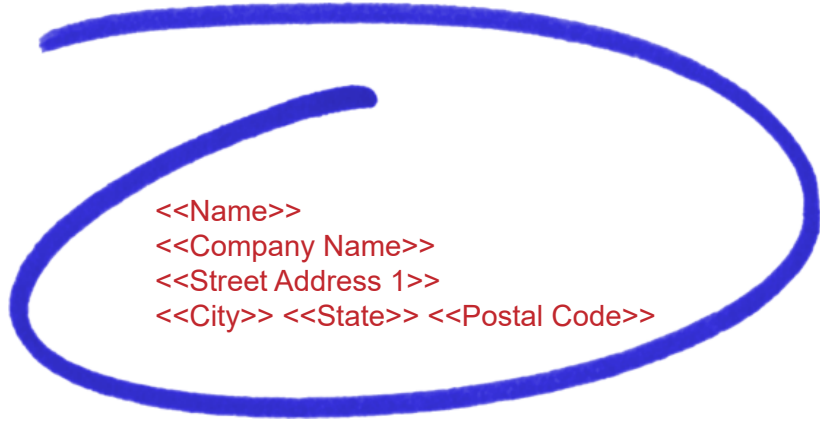 <<Name>>
<<Company Name>>
<<Street Address 1>>
<<City>> <<State>> <<Postal Code>>